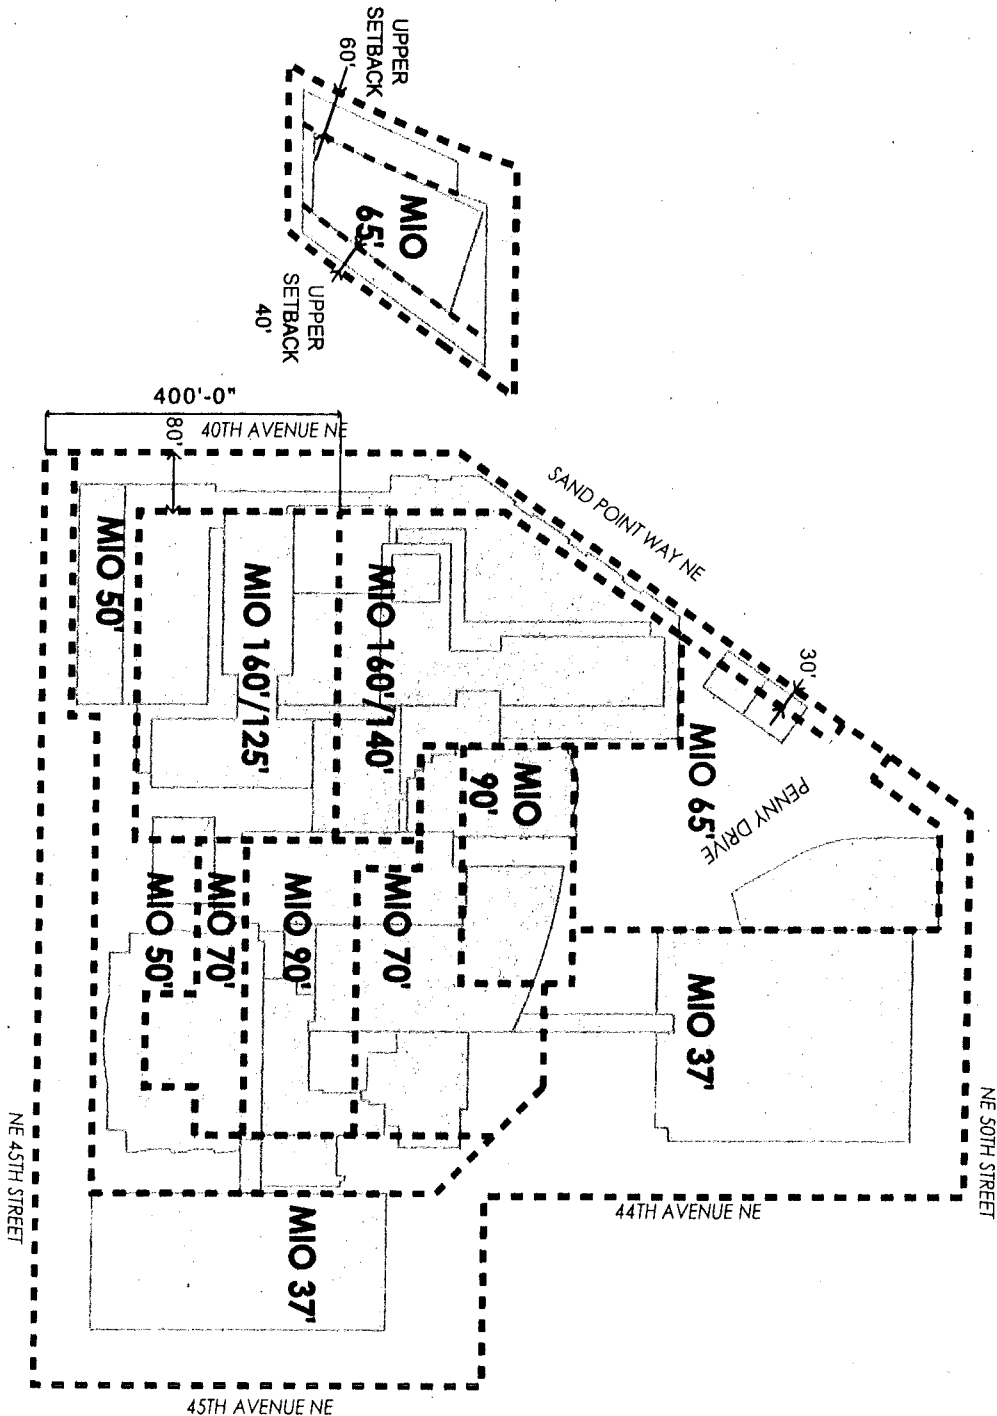 UPPER
SETBACK
60'
MIO
65'
UPPER
SETBACK
40'
400'-0"
80'
40TH AVENUE NE
SAND POINT WAY NE
30'
PENNY DRIVE
MIO 50'
MIO 160'/125'
MIO 160'/140'
MIO 65'
MIO
90'
MIO 50'
MIO 70'
MIO 90'
MIO 70'
MIO 37'
NE 50TH STREET
44TH AVENUE NE
NE 45TH STREET
MIO 37'
45TH AVENUE NE